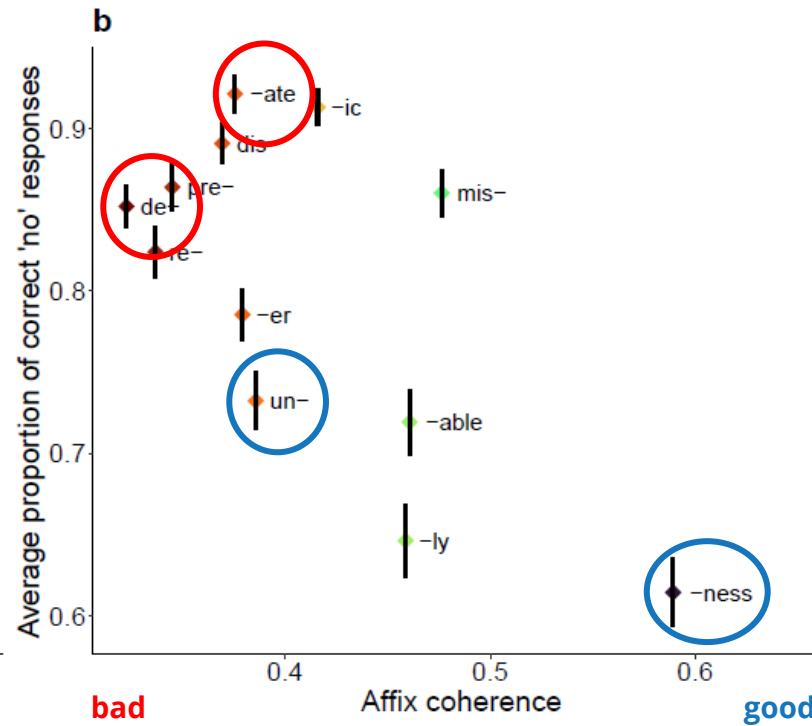 b
Average proportion of correct 'no' responses
0.9
0.8
0.7
0.6
−ate
−ic
dis−
pre−
de−
mis−
re−
−er
un−
−able
−ly
−ness
0.4
0.5
0.6
Affix coherence
bad
good